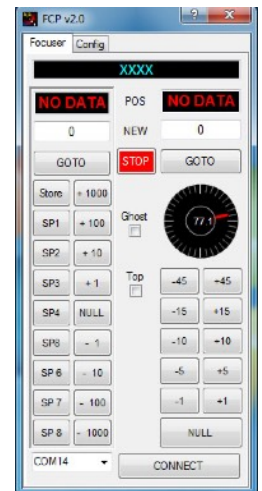 FCP v2.0
Focuser Config
XXXX
NO DATA POS NO DATA
0 NEW 0
GOTO STOP GOTO
Store + 1000 Ghost 77.1
SP1 + 100
SP2 + 10
SP3 + 1 Top -45 +45
SP4 NULL -15 +15
SP6 - 1 -10 +10
SP 6 - 10 -5 +5
SP 7 - 100 -1 +1
SP 8 - 1000 NULL
COM14 CONNECT